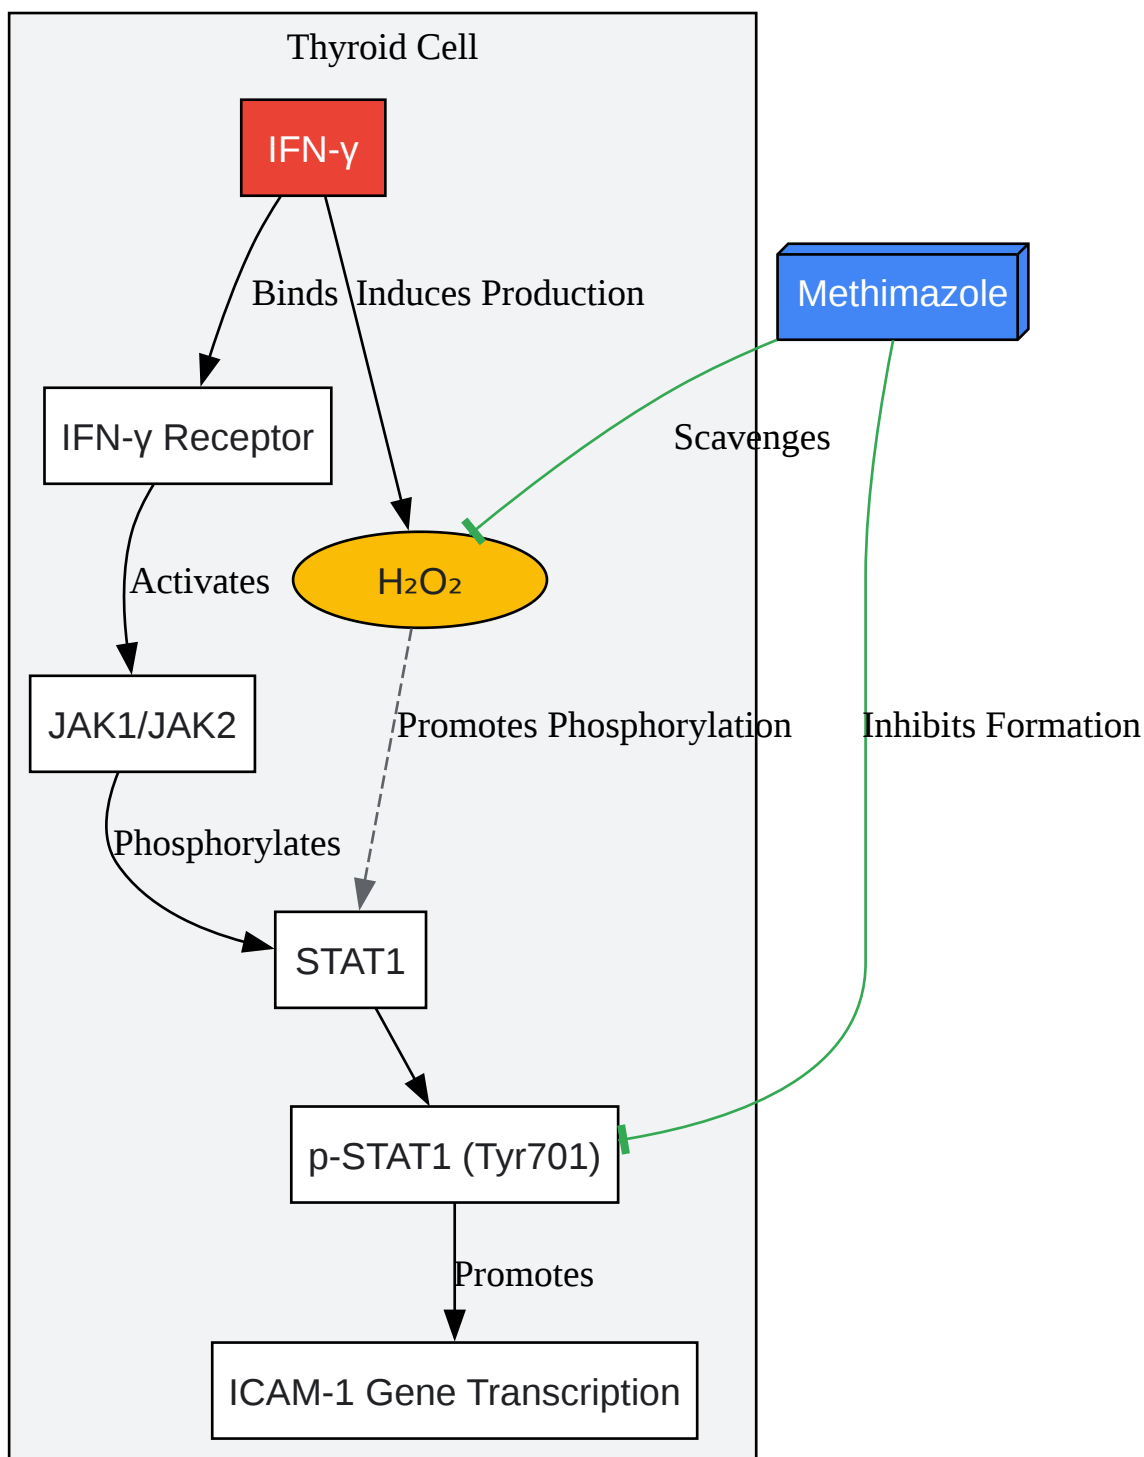 Thyroid Cell
IFN-γ
Binds
Induces Production
Methimazole
IFN-γ Receptor
Scavenges
Activates
H₂O₂
JAK1/JAK2
Promotes Phosphorylation
Inhibits Formation
Phosphorylates
STAT1
p-STAT1 (Tyr701)
Promotes
ICAM-1 Gene Transcription